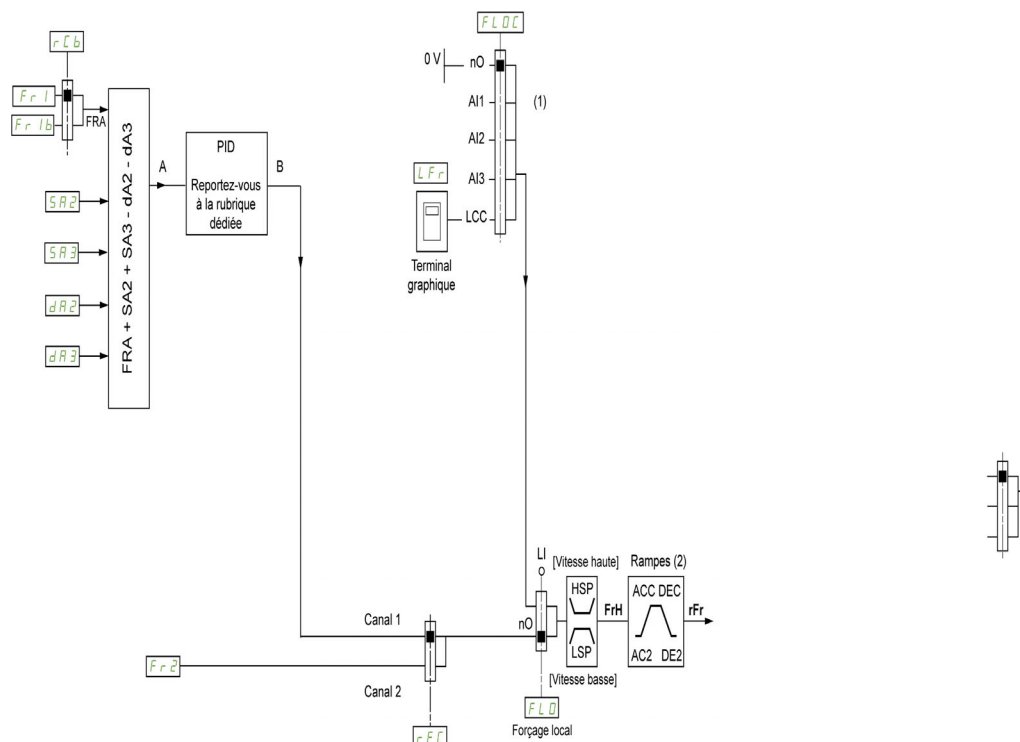 FLOC
rCb
0 V
nO
Fr1
AI1
(1)
Fr1b
FRA
FRA + SA2 + SA3 - dA2 - dA3
A
PID
Reportez-vous
à la rubrique
dédiée
B
AI2
LFr
AI3
SA2
LCC
SA3
Terminal
graphique
dA2
dA3
LI
[Vitesse haute]
Rampes (2)
HSP
ACC DEC
Canal 1
nO
FrH
rFr
LSP
AC2 DE2
Fr2
[Vitesse basse]
Canal 2
FLO
Forçage local
rFC